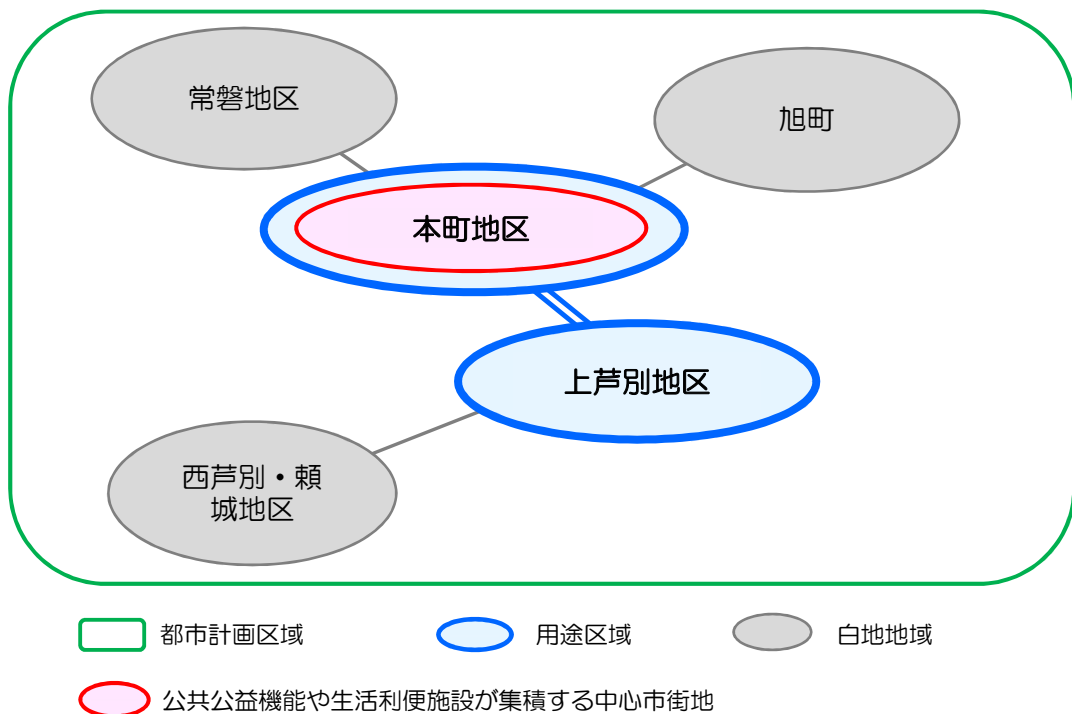 常磐地区
旭町
本町地区
上芦別地区
西芦別・頼
城地区
都市計画区域
用途区域
白地地域
公共公益機能や生活利便施設が集積する中心市街地